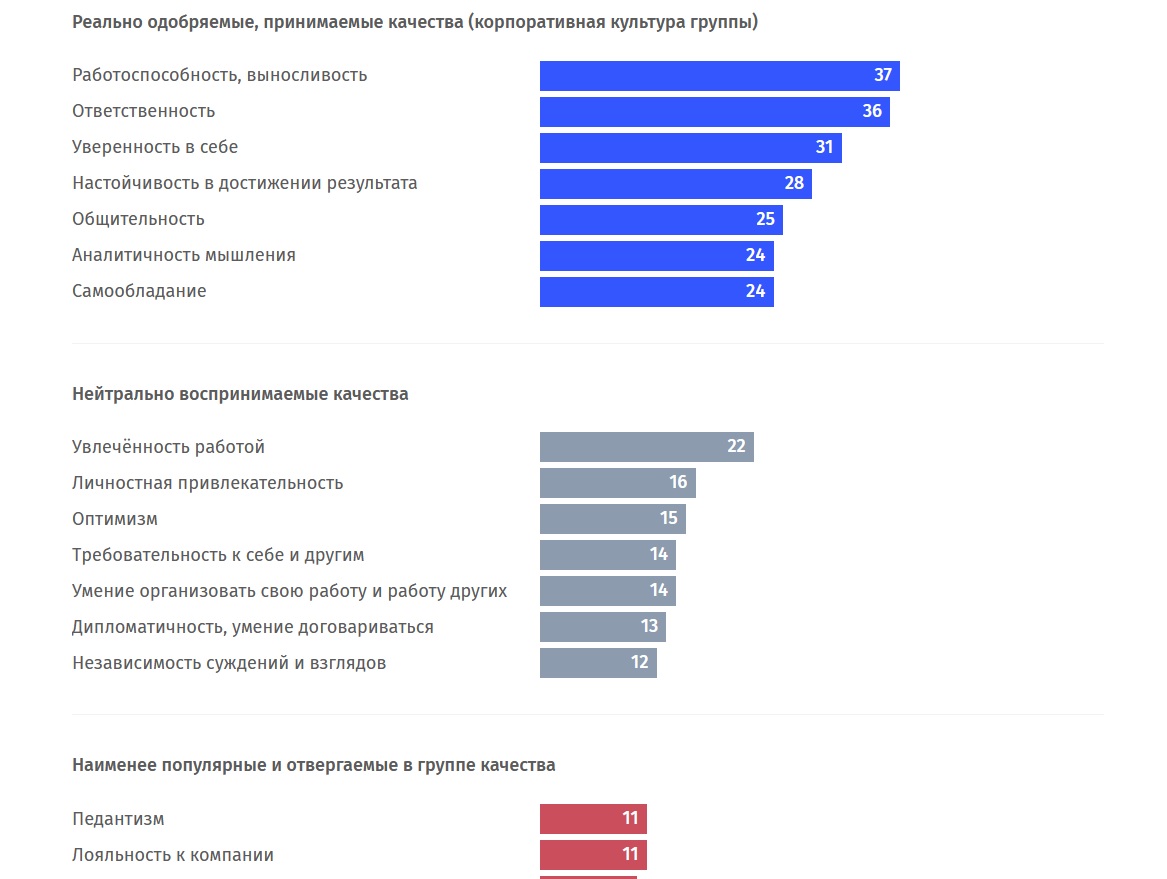 Реально одобряемые, принимаемые качества (корпоративная культура группы)
Работоспособность, выносливость 37
Ответственность 36
Уверенность в себе 31
Настойчивость в достижении результата 28
Общительность 25
Аналитичность мышления 24
Самообладание 24
Нейтрально воспринимаемые качества
Увлечённость работой 22
Личностная привлекательность 16
Оптимизм 15
Требовательность к себе и другим 14
Умение организовать свою работу и работу других 14
Дипломатичность, умение договариваться 13
Независимость суждений и взглядов 12
Наименее популярные и отвергаемые в группе качества
Педантизм 11
Лояльность к компании 11